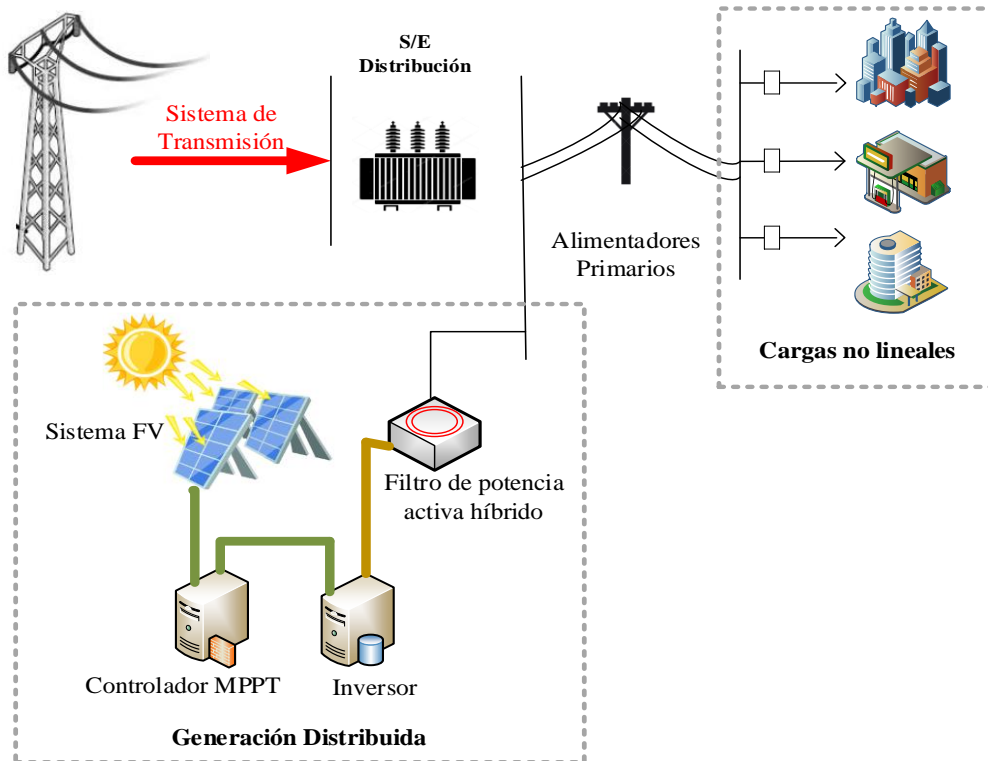 S/E
Distribución
Sistema de
Transmisión
Alimentadores
Primarios
Cargas no lineales
Sistema FV
Filtro de potencia
activa híbrido
Controlador MPPT
Inversor
Generación Distribuida